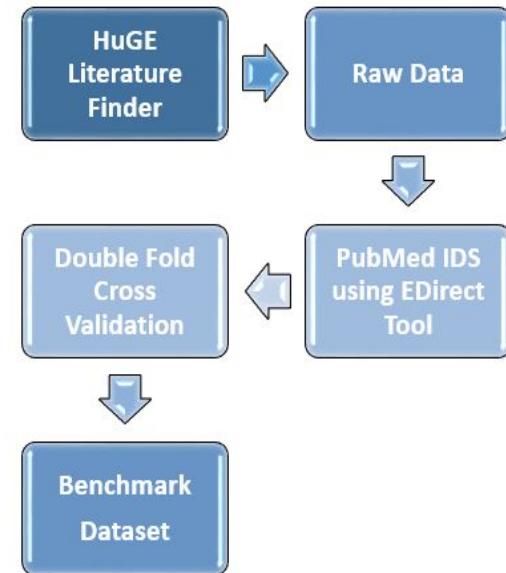 HuGE
Literature
Finder
Raw Data
PubMed IDS
using EDirect
Tool
Double Fold
Cross
Validation
Benchmark
Dataset